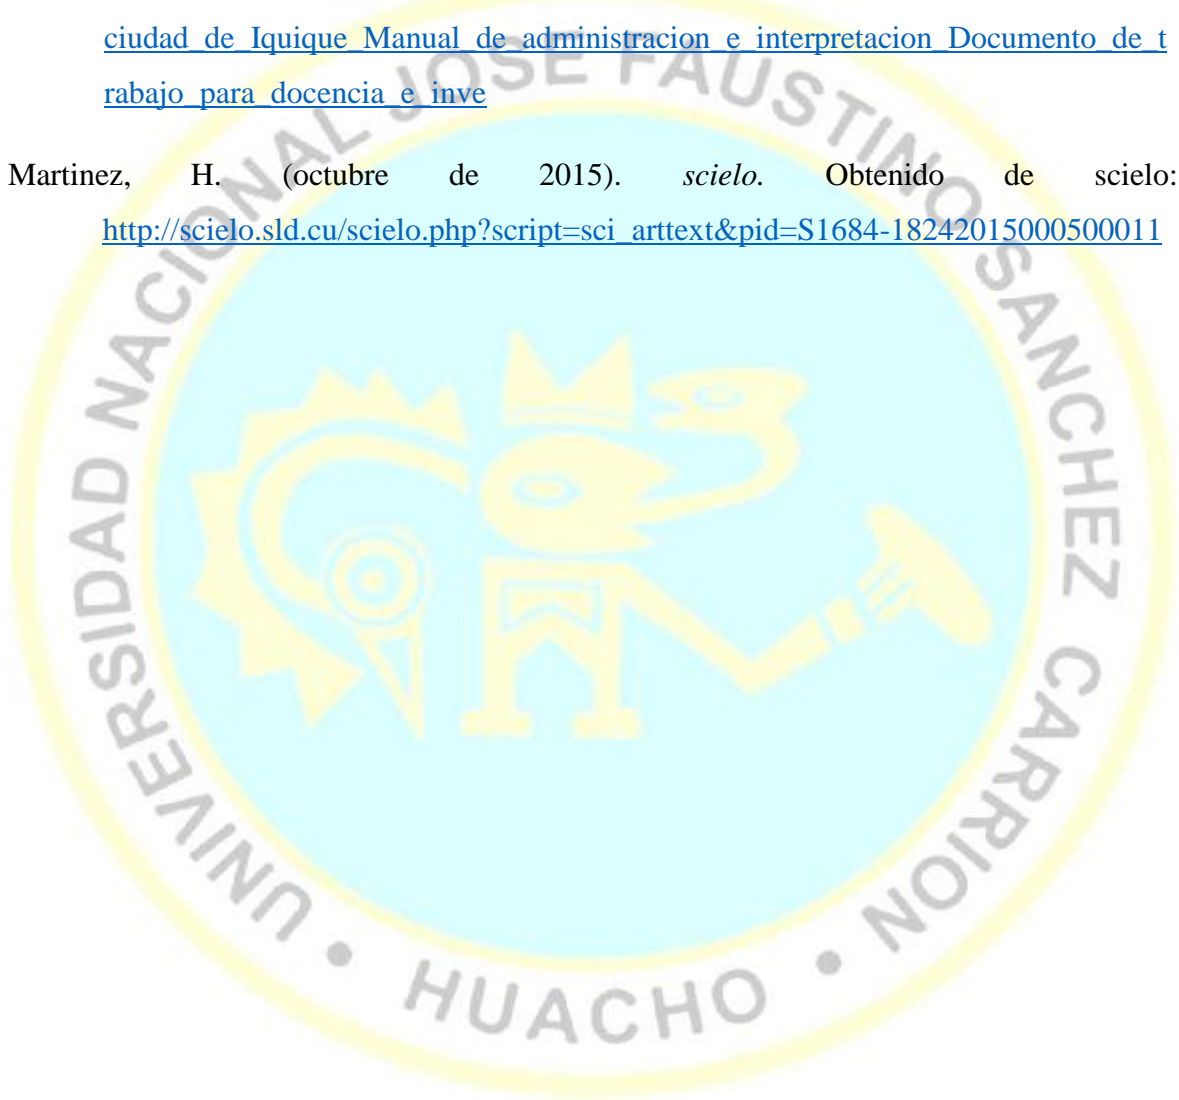 ciudad_de_Iquique_Manual_de_administracion_e_interpretacion_Documento_de_t
rabajo_para_docencia_e_inve
Martinez, H. (octubre de 2015). scielo. Obtenido de scielo:
http://scielo.sld.cu/scielo.php?script=sci_arttext&pid=S1684-18242015000500011
UNIVERSIDAD NACIONAL JOSE FAUSTINO SANCHEZ CARRION
• HUACHO •